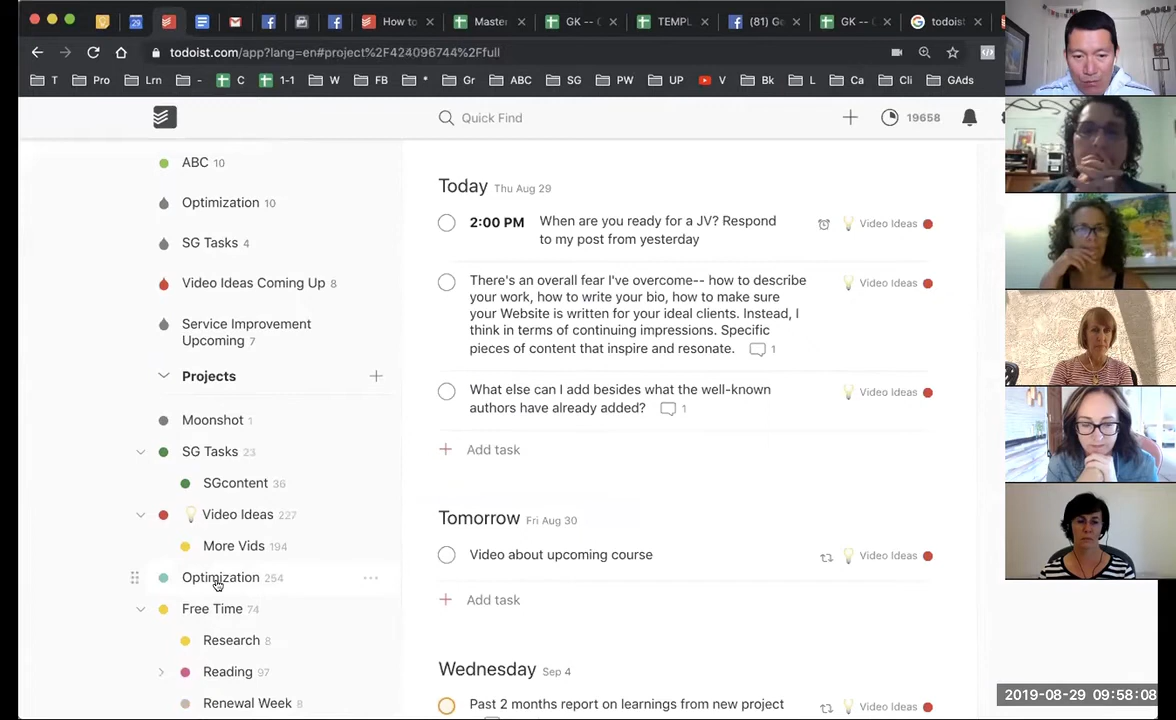 How to
Master
GK -- (
TEMPL
(81) Ge
GK -- (
todoist
todoist.com/app?lang=en#project%2F424096744%2Ffull
T
Pro
Lrn
-
C
1-1
W
FB
*
Gr
ABC
SG
PW
UP
V
Bk
L
Ca
Cli
GAds
Quick Find
19658
ABC 10
Optimization 10
SG Tasks 4
Video Ideas Coming Up 8
Service Improvement
Upcoming 7
Projects
Moonshot 1
SG Tasks 23
SGcontent 36
Video Ideas 227
More Vids 194
Optimization 254
Free Time 74
Research 8
Reading 97
Renewal Week 8
Today Thu Aug 29
2:00 PM When are you ready for a JV? Respond
to my post from yesterday
Video Ideas
There's an overall fear I've overcome-- how to describe
your work, how to write your bio, how to make sure
your Website is written for your ideal clients. Instead, I
think in terms of continuing impressions. Specific
pieces of content that inspire and resonate. 1
Video Ideas
What else can I add besides what the well-known
authors have already added? 1
Video Ideas
Add task
Tomorrow Fri Aug 30
Video about upcoming course
Video Ideas
Add task
Wednesday Sep 4
Past 2 months report on learnings from new project
Video Ideas
2019-08-29 09:58:08